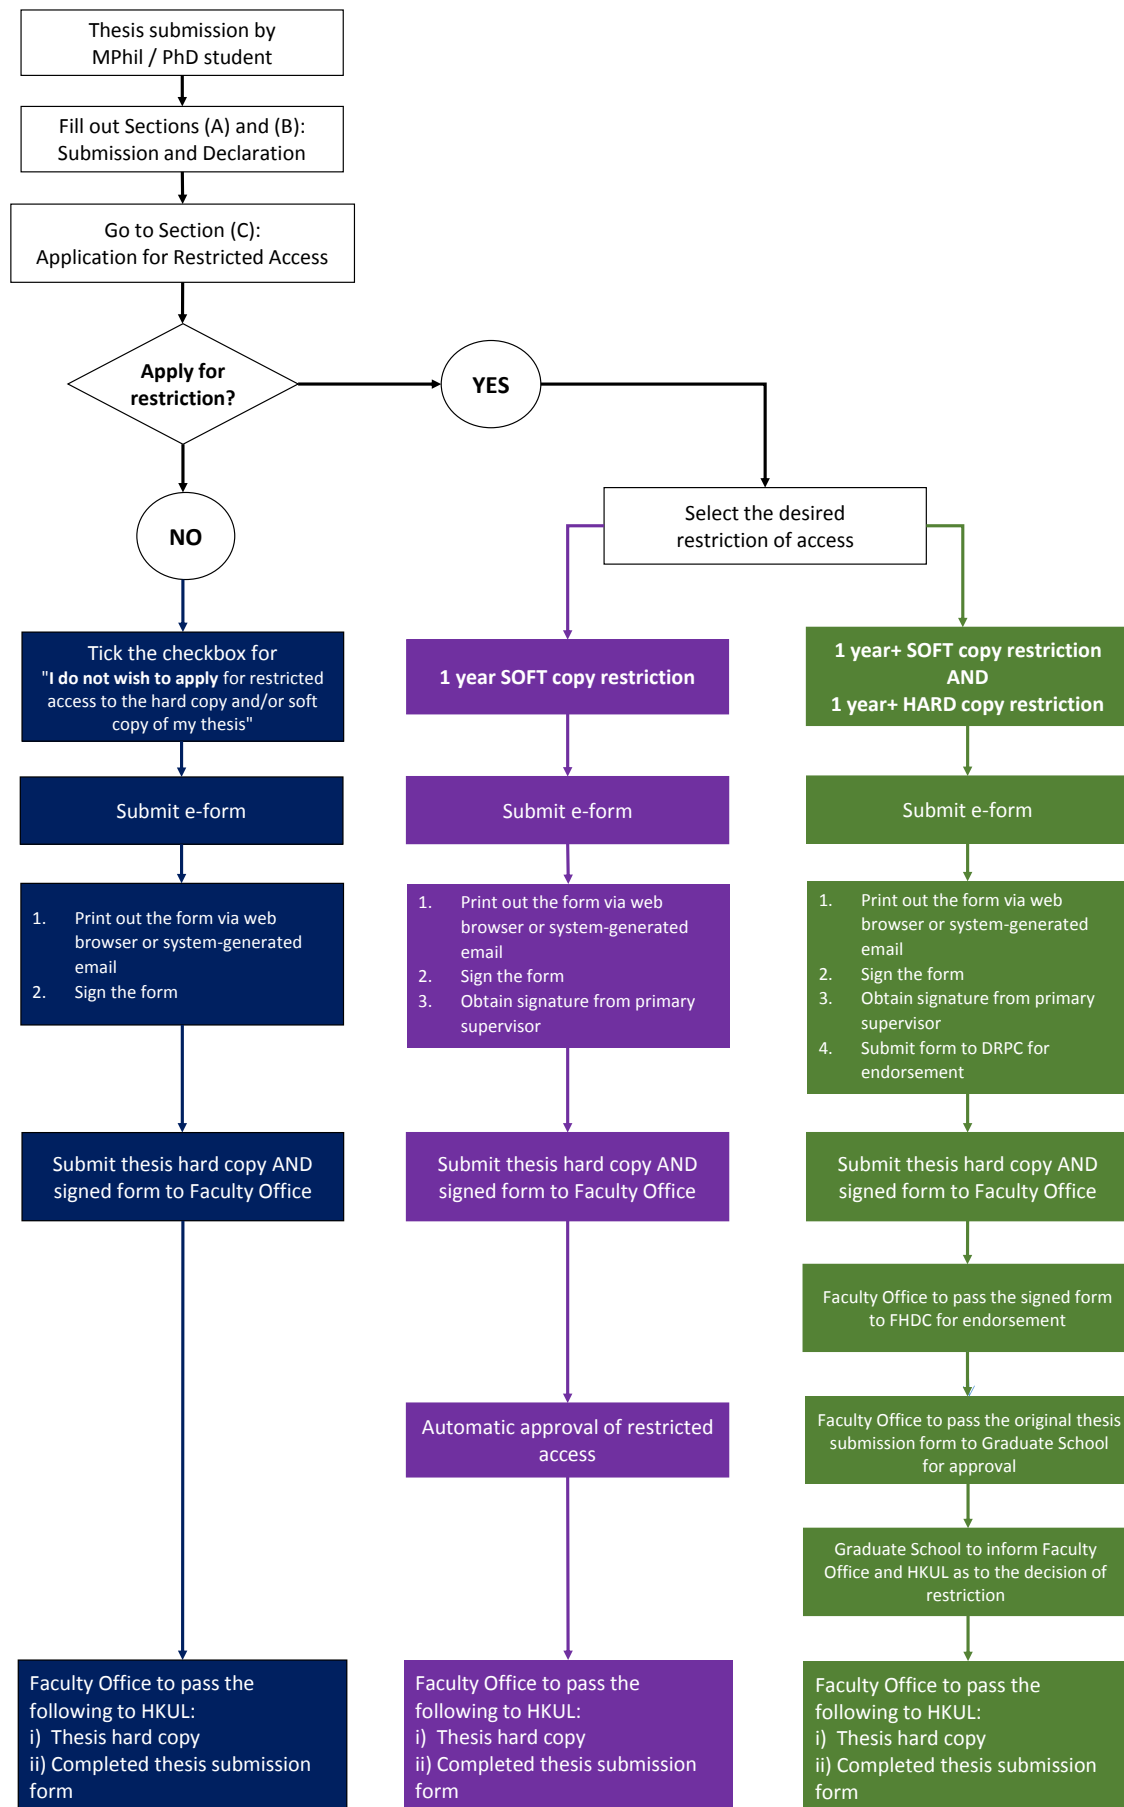 Thesis submission by
MPhil / PhD student
Fill out Sections (A) and (B):
Submission and Declaration
Go to Section (C):
Application for Restricted Access
Apply for
restriction?
YES
NO
Select the desired
restriction of access
Tick the checkbox for
"I do not wish to apply for restricted
access to the hard copy and/or soft
copy of my thesis"
Submit e-form
1. Print out the form via web
browser or system-generated
email
2. Sign the form
Submit thesis hard copy AND
signed form to Faculty Office
Faculty Office to pass the
following to HKUL:
i) Thesis hard copy
ii) Completed thesis submission
form
1 year SOFT copy restriction
Submit e-form
1. Print out the form via web
browser or system-generated
email
2. Sign the form
3. Obtain signature from primary
supervisor
Submit thesis hard copy AND
signed form to Faculty Office
Automatic approval of restricted
access
Faculty Office to pass the
following to HKUL:
i) Thesis hard copy
ii) Completed thesis submission
form
1 year+ SOFT copy restriction
AND
1 year+ HARD copy restriction
Submit e-form
1. Print out the form via web
browser or system-generated
email
2. Sign the form
3. Obtain signature from primary
supervisor
4. Submit form to DRPC for
endorsement
Submit thesis hard copy AND
signed form to Faculty Office
Faculty Office to pass the signed form
to FHDC for endorsement
Faculty Office to pass the original thesis
submission form to Graduate School
for approval
Graduate School to inform Faculty
Office and HKUL as to the decision of
restriction
Faculty Office to pass the
following to HKUL:
i) Thesis hard copy
ii) Completed thesis submission
form